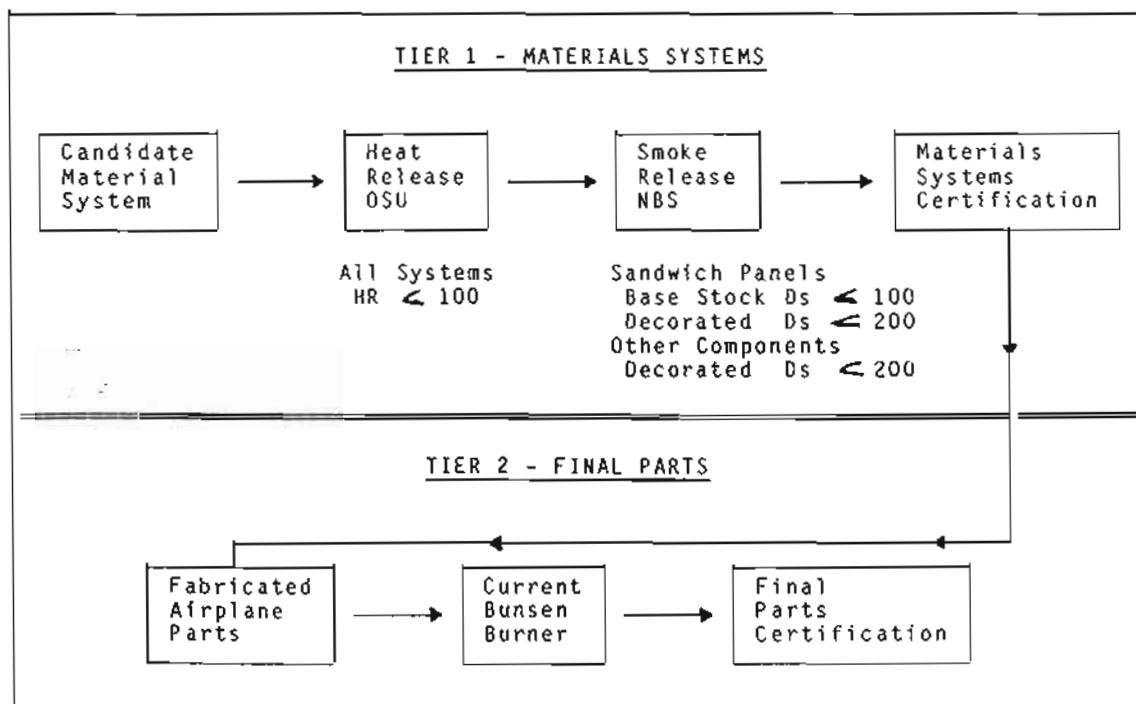 TIER 1 - MATERIALS SYSTEMS
Candidate
Material
System
Heat
Release
OSU
Smoke
Release
NBS
Materials
Systems
Certification
All Systems
HR < 100
Sandwich Panels
Base Stock Ds < 100
Decorated Ds < 200
Other Components
Decorated Ds < 200
TIER 2 - FINAL PARTS
Fabricated
Airplane
Parts
Current
Bunsen
Burner
Final
Parts
Certification